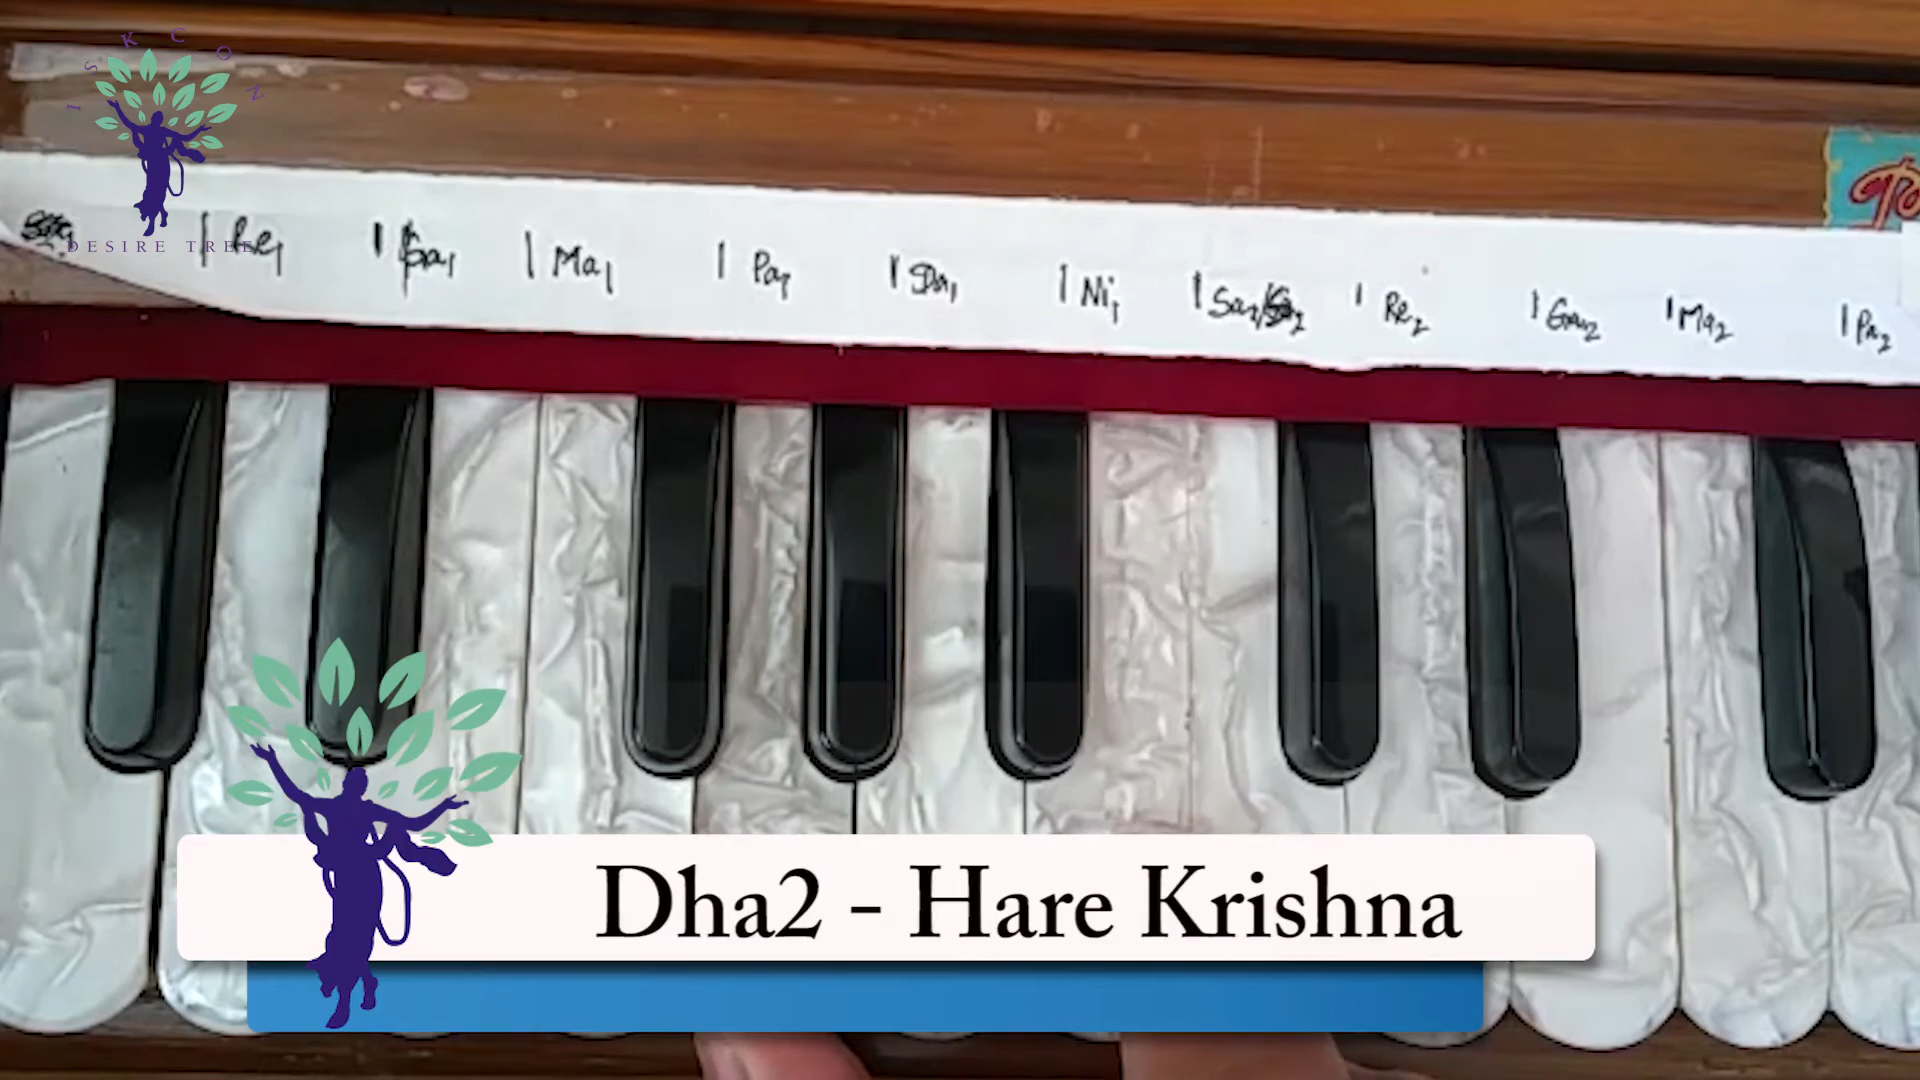 ISKCON
DESIRE TREE
| Re1 | Ga1 | Ma1 | Pa1 | Dha1 | Ni1 | Sa2/ | Re2 | Ga2 | Ma2 | Pa2
Dha2 - Hare Krishna